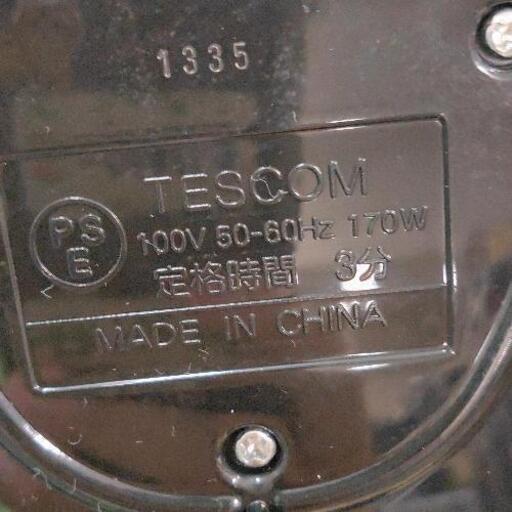 1335
TESCOM
PS
E
100V 50-60Hz 170W
定格時間 3分
MADE IN CHINA